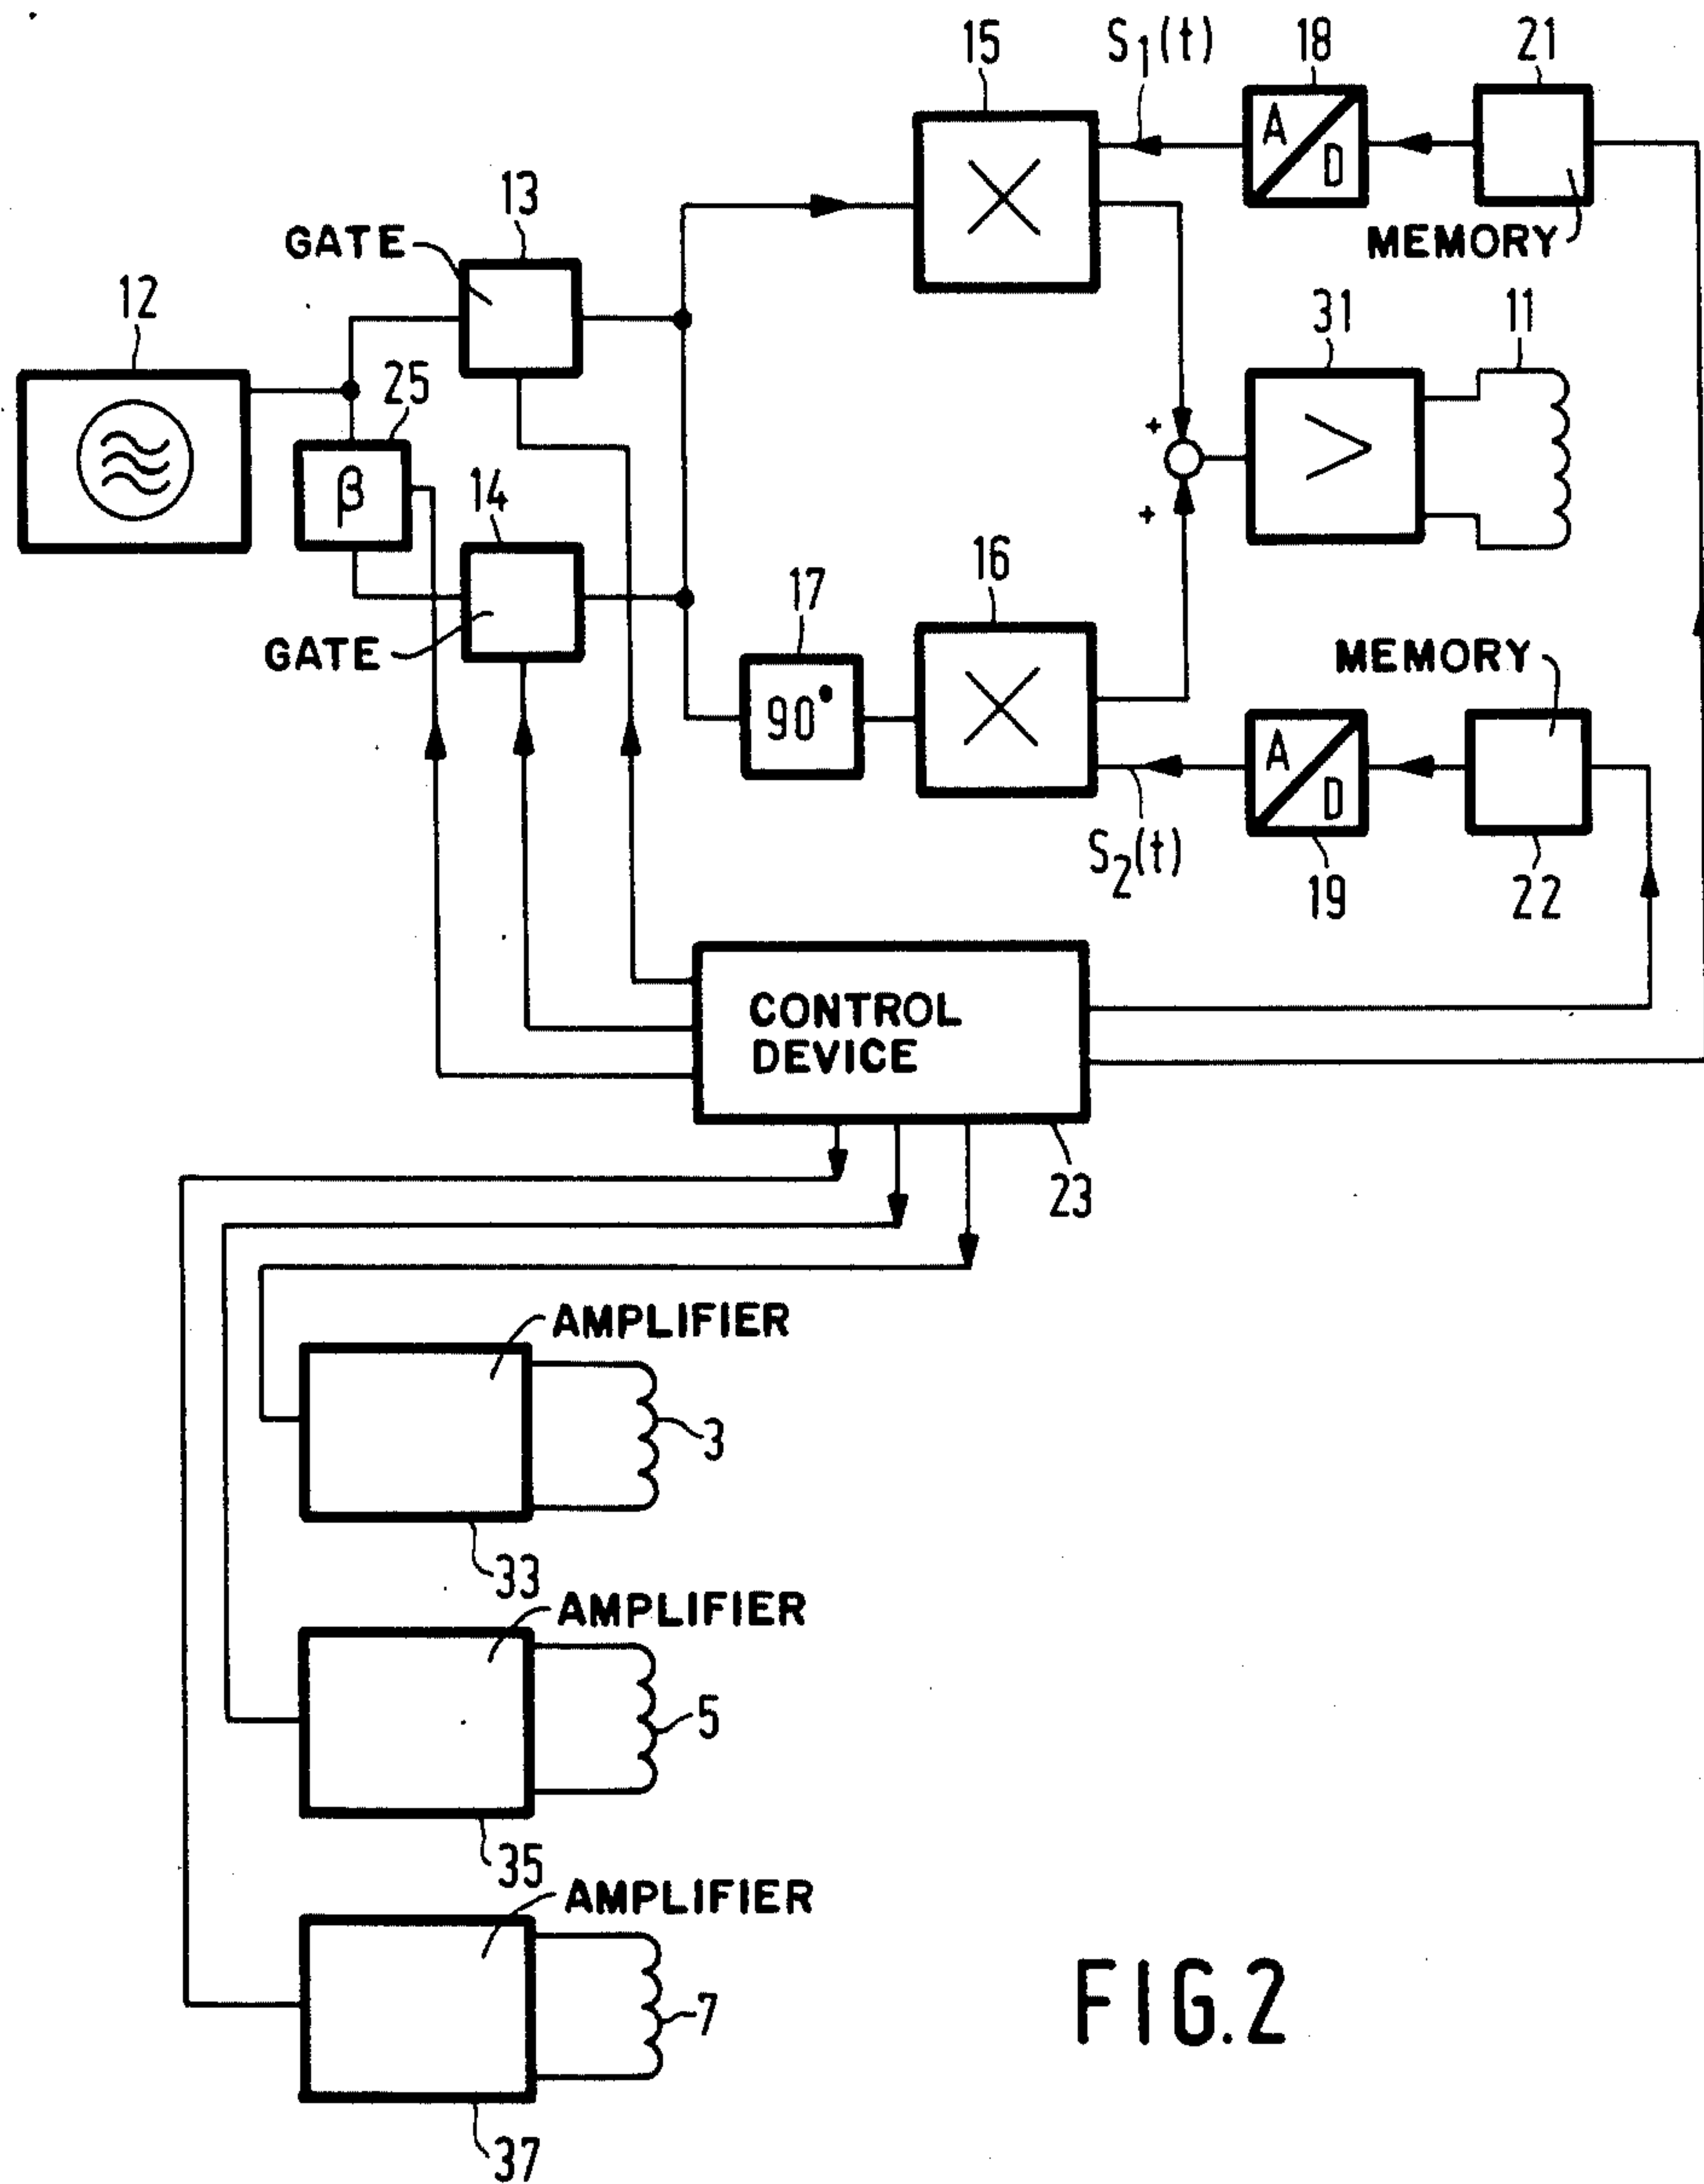 15
S1(t)
18
21
A
D
MEMORY
13
GATE
12
25
β
31
11
>
+
+
14
GATE
17
90°
16
MEMORY
A
D
S2(t)
19
22
CONTROL
DEVICE
23
AMPLIFIER
3
33
AMPLIFIER
5
35
AMPLIFIER
7
37
FIG.2